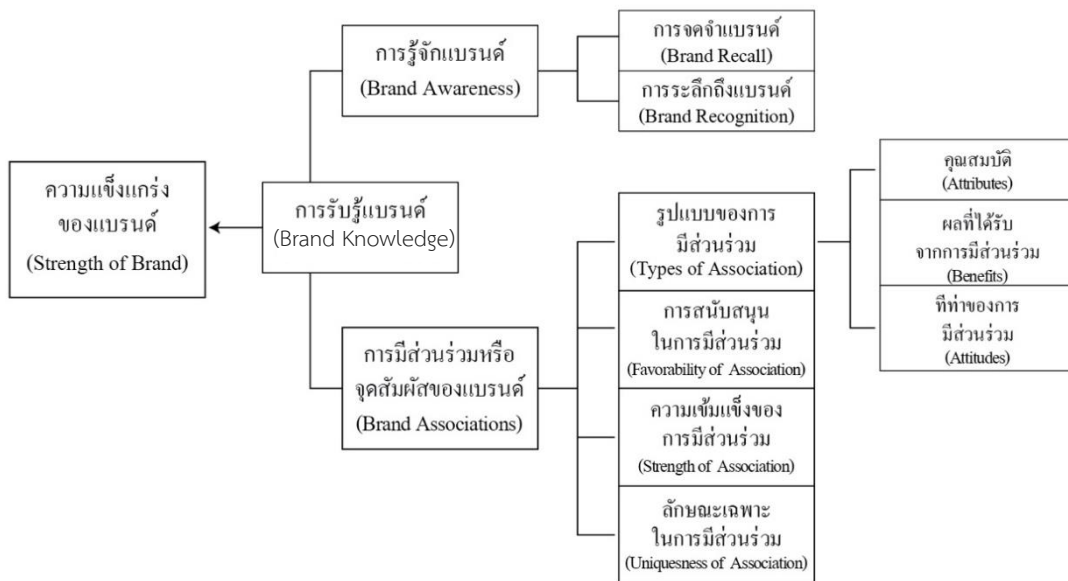 ความแข็งแกร่ง
ของแบรนด์
(Strength of Brand)
การรับรู้แบรนด์
(Brand Knowledge)
การรู้จักแบรนด์
(Brand Awareness)
การจดจำแบรนด์
(Brand Recall)
การระลึกถึงแบรนด์
(Brand Recognition)
การมีส่วนร่วมหรือ
จุดสัมผัสของแบรนด์
(Brand Associations)
รูปแบบของการ
มีส่วนร่วม
(Types of Association)
คุณสมบัติ
(Attributes)
ผลที่ได้รับ
จากการมีส่วนร่วม
(Benefits)
ทีท่าของการ
มีส่วนร่วม
(Attitudes)
การสนับสนุน
ในการมีส่วนร่วม
(Favorability of Association)
ความเข้มแข็งของ
การมีส่วนร่วม
(Strength of Association)
ลักษณะเฉพาะ
ในการมีส่วนร่วม
(Uniquesness of Association)